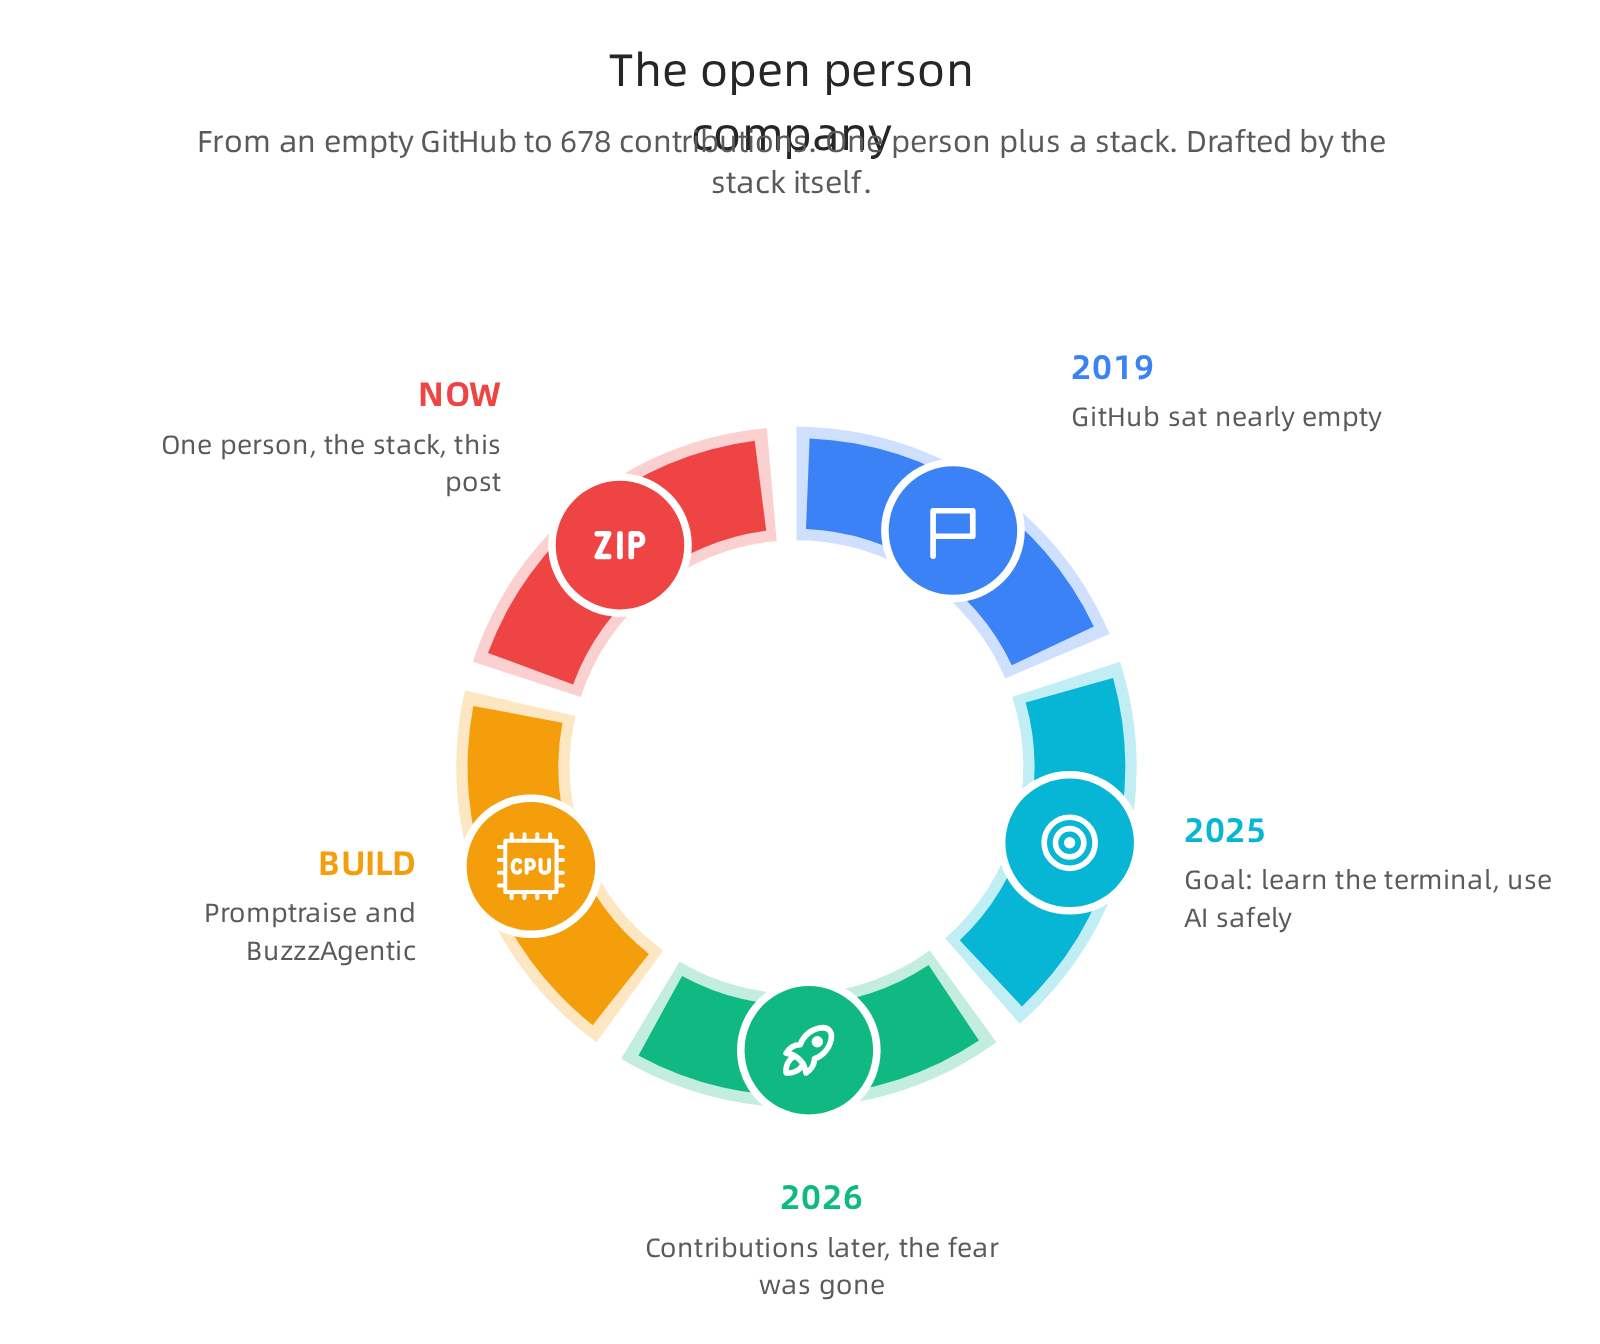 The open person
company
From an empty GitHub to 678 contributions. One person plus a stack. Drafted by the
stack itself.
2019
GitHub sat nearly empty
NOW
One person, the stack, this
post
ZIP
2025
Goal: learn the terminal, use
AI safely
BUILD
Promptraise and
BuzzzAgentic
CPU
2026
Contributions later, the fear
was gone